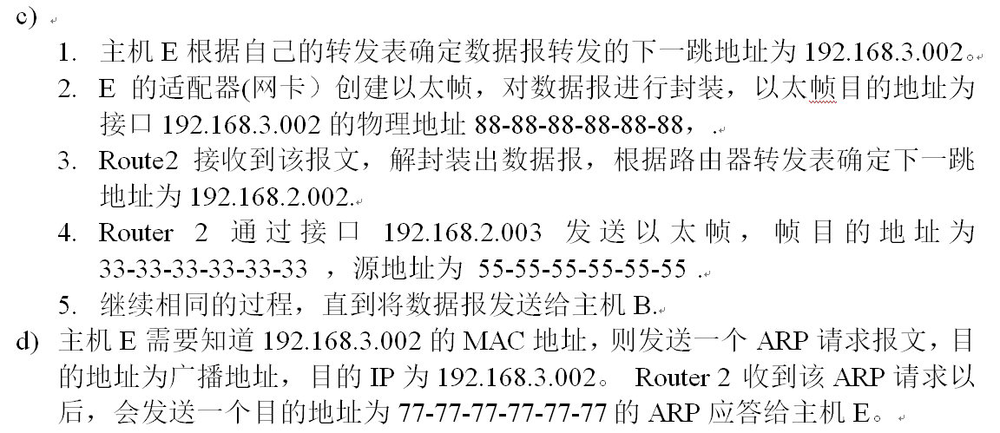 c)
1. 主机 E 根据自己的转发表确定数据报转发的下一跳地址为 192.168.3.002。
2. E 的适配器(网卡）创建以太帧，对数据报进行封装，以太帧目的地址为
接口 192.168.3.002 的物理地址 88-88-88-88-88-88，.
3. Route2 接收到该报文，解封装出数据报，根据路由器转发表确定下一跳
地址为 192.168.2.002.
4. Router 2 通过接口 192.168.2.003 发送以太帧，帧目的地址为
33-33-33-33-33-33 ，源地址为 55-55-55-55-55-55 .
5. 继续相同的过程，直到将数据报发送给主机 B.
d) 主机 E 需要知道 192.168.3.002 的 MAC 地址，则发送一个 ARP 请求报文，目
的地址为广播地址，目的 IP 为 192.168.3.002。 Router 2 收到该 ARP 请求以
后，会发送一个目的地址为 77-77-77-77-77-77 的 ARP 应答给主机 E。